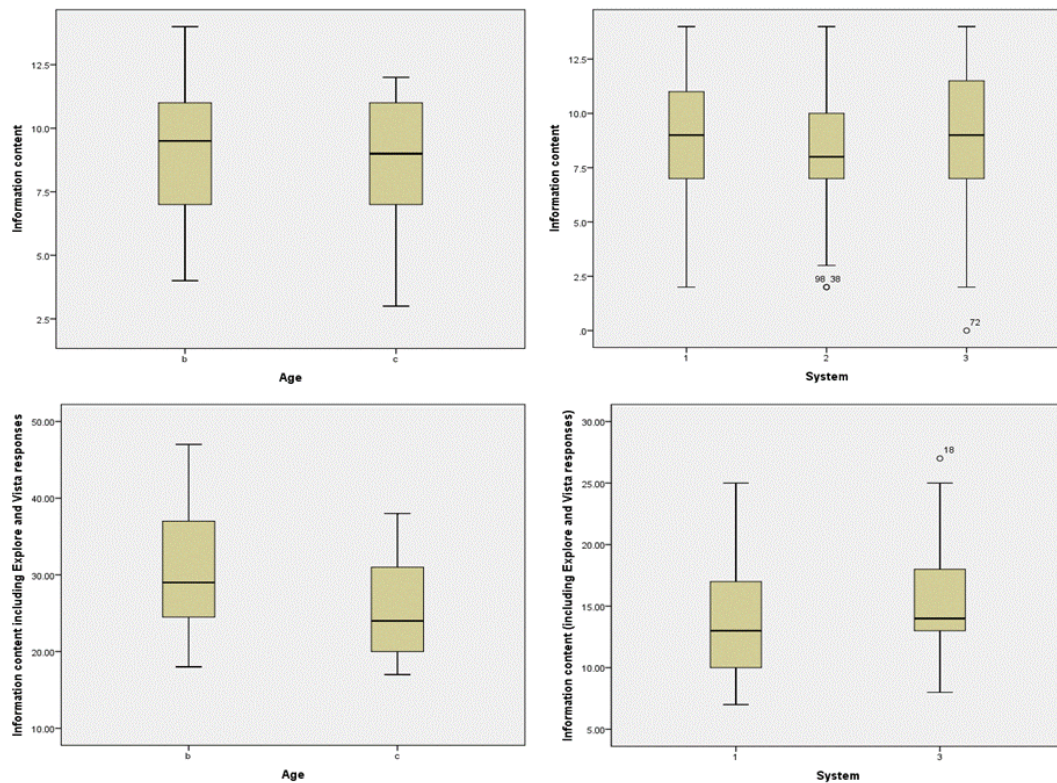 Information content
12.5
10.0
7.5
5.0
2.5
b
c
Age
Information content
12.5
10.0
7.5
5.0
2.5
.0
98 38
72
1
2
3
System
Information content including Explore and Vista responses
50.00
40.00
30.00
20.00
10.00
b
c
Age
Information content (including Explore and Vista responses)
30.00
25.00
20.00
15.00
10.00
5.00
18
1
3
System